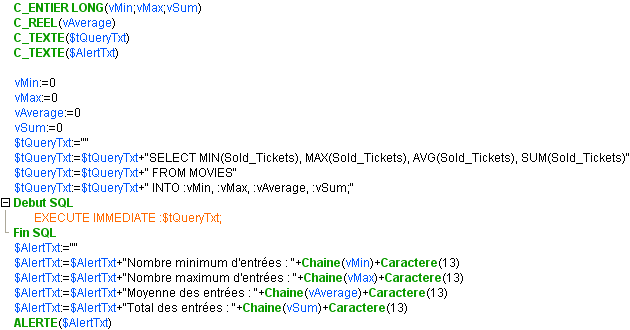 C_ENTIER LONG(vMin;vMax;vSum)
C_REEL(vAverage)
C_TEXTE($tQueryTxt)
C_TEXTE($AlertTxt)
vMin:=0
vMax:=0
vAverage:=0
vSum:=0
$tQueryTxt:=""
$tQueryTxt:=$tQueryTxt+"SELECT MIN(Sold_Tickets), MAX(Sold_Tickets), AVG(Sold_Tickets), SUM(Sold_Tickets)"
$tQueryTxt:=$tQueryTxt+" FROM MOVIES"
$tQueryTxt:=$tQueryTxt+" INTO :vMin, :vMax, :vAverage, :vSum;"
Debut SQL
EXECUTE IMMEDIATE :$tQueryTxt;
Fin SQL
$AlertTxt:=""
$AlertTxt:=$AlertTxt+"Nombre minimum d'entrées : "+Chaine(vMin)+Caractere(13)
$AlertTxt:=$AlertTxt+"Nombre maximum d'entrées : "+Chaine(vMax)+Caractere(13)
$AlertTxt:=$AlertTxt+"Moyenne des entrées : "+Chaine(vAverage)+Caractere(13)
$AlertTxt:=$AlertTxt+"Total des entrées : "+Chaine(vSum)+Caractere(13)
ALERTE($AlertTxt)